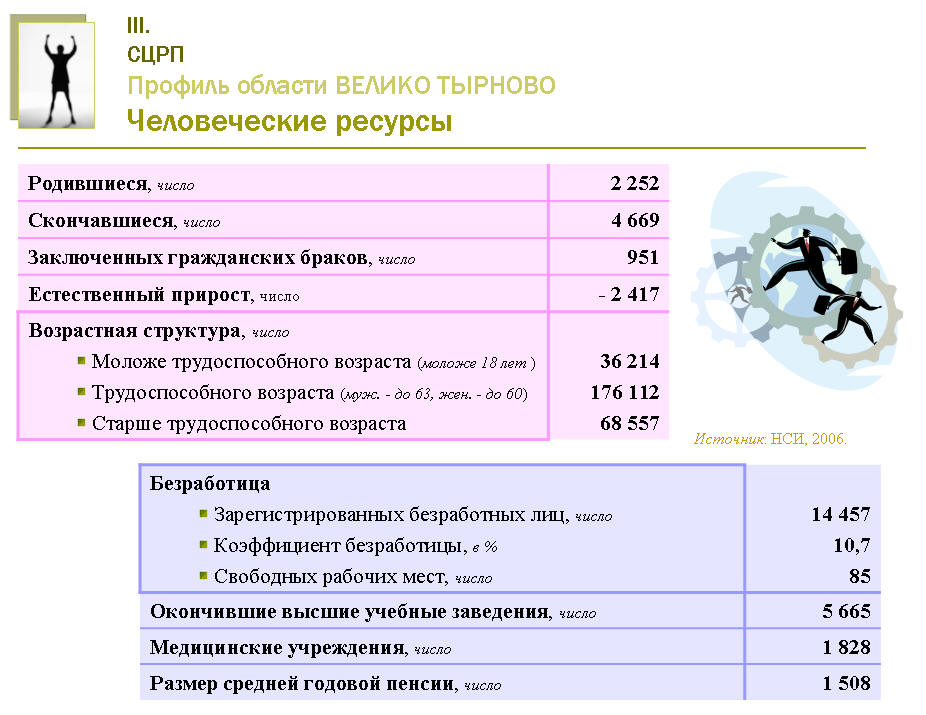 III.
СЦРП
Профиль области ВЕЛИКО ТЫРНОВО
Человеческие ресурсы
Родившиеся, число 2 252
Скончавшиеся, число 4 669
Заключенных гражданских браков, число 951
Естественный прирост, число - 2 417
Возрастная структура, число
Моложе трудоспособного возраста (моложе 18 лет ) 36 214
Трудоспособного возраста (муж. - до 63, жен. - до 60) 176 112
Старше трудоспособного возраста 68 557
Источник: НСИ, 2006.
Безработица
Зарегистрированных безработных лиц, число 14 457
Коэффициент безработицы, в % 10,7
Свободных рабочих мест, число 85
Окончившие высшие учебные заведения, число 5 665
Медицинские учреждения, число 1 828
Размер средней годовой пенсии, число 1 508